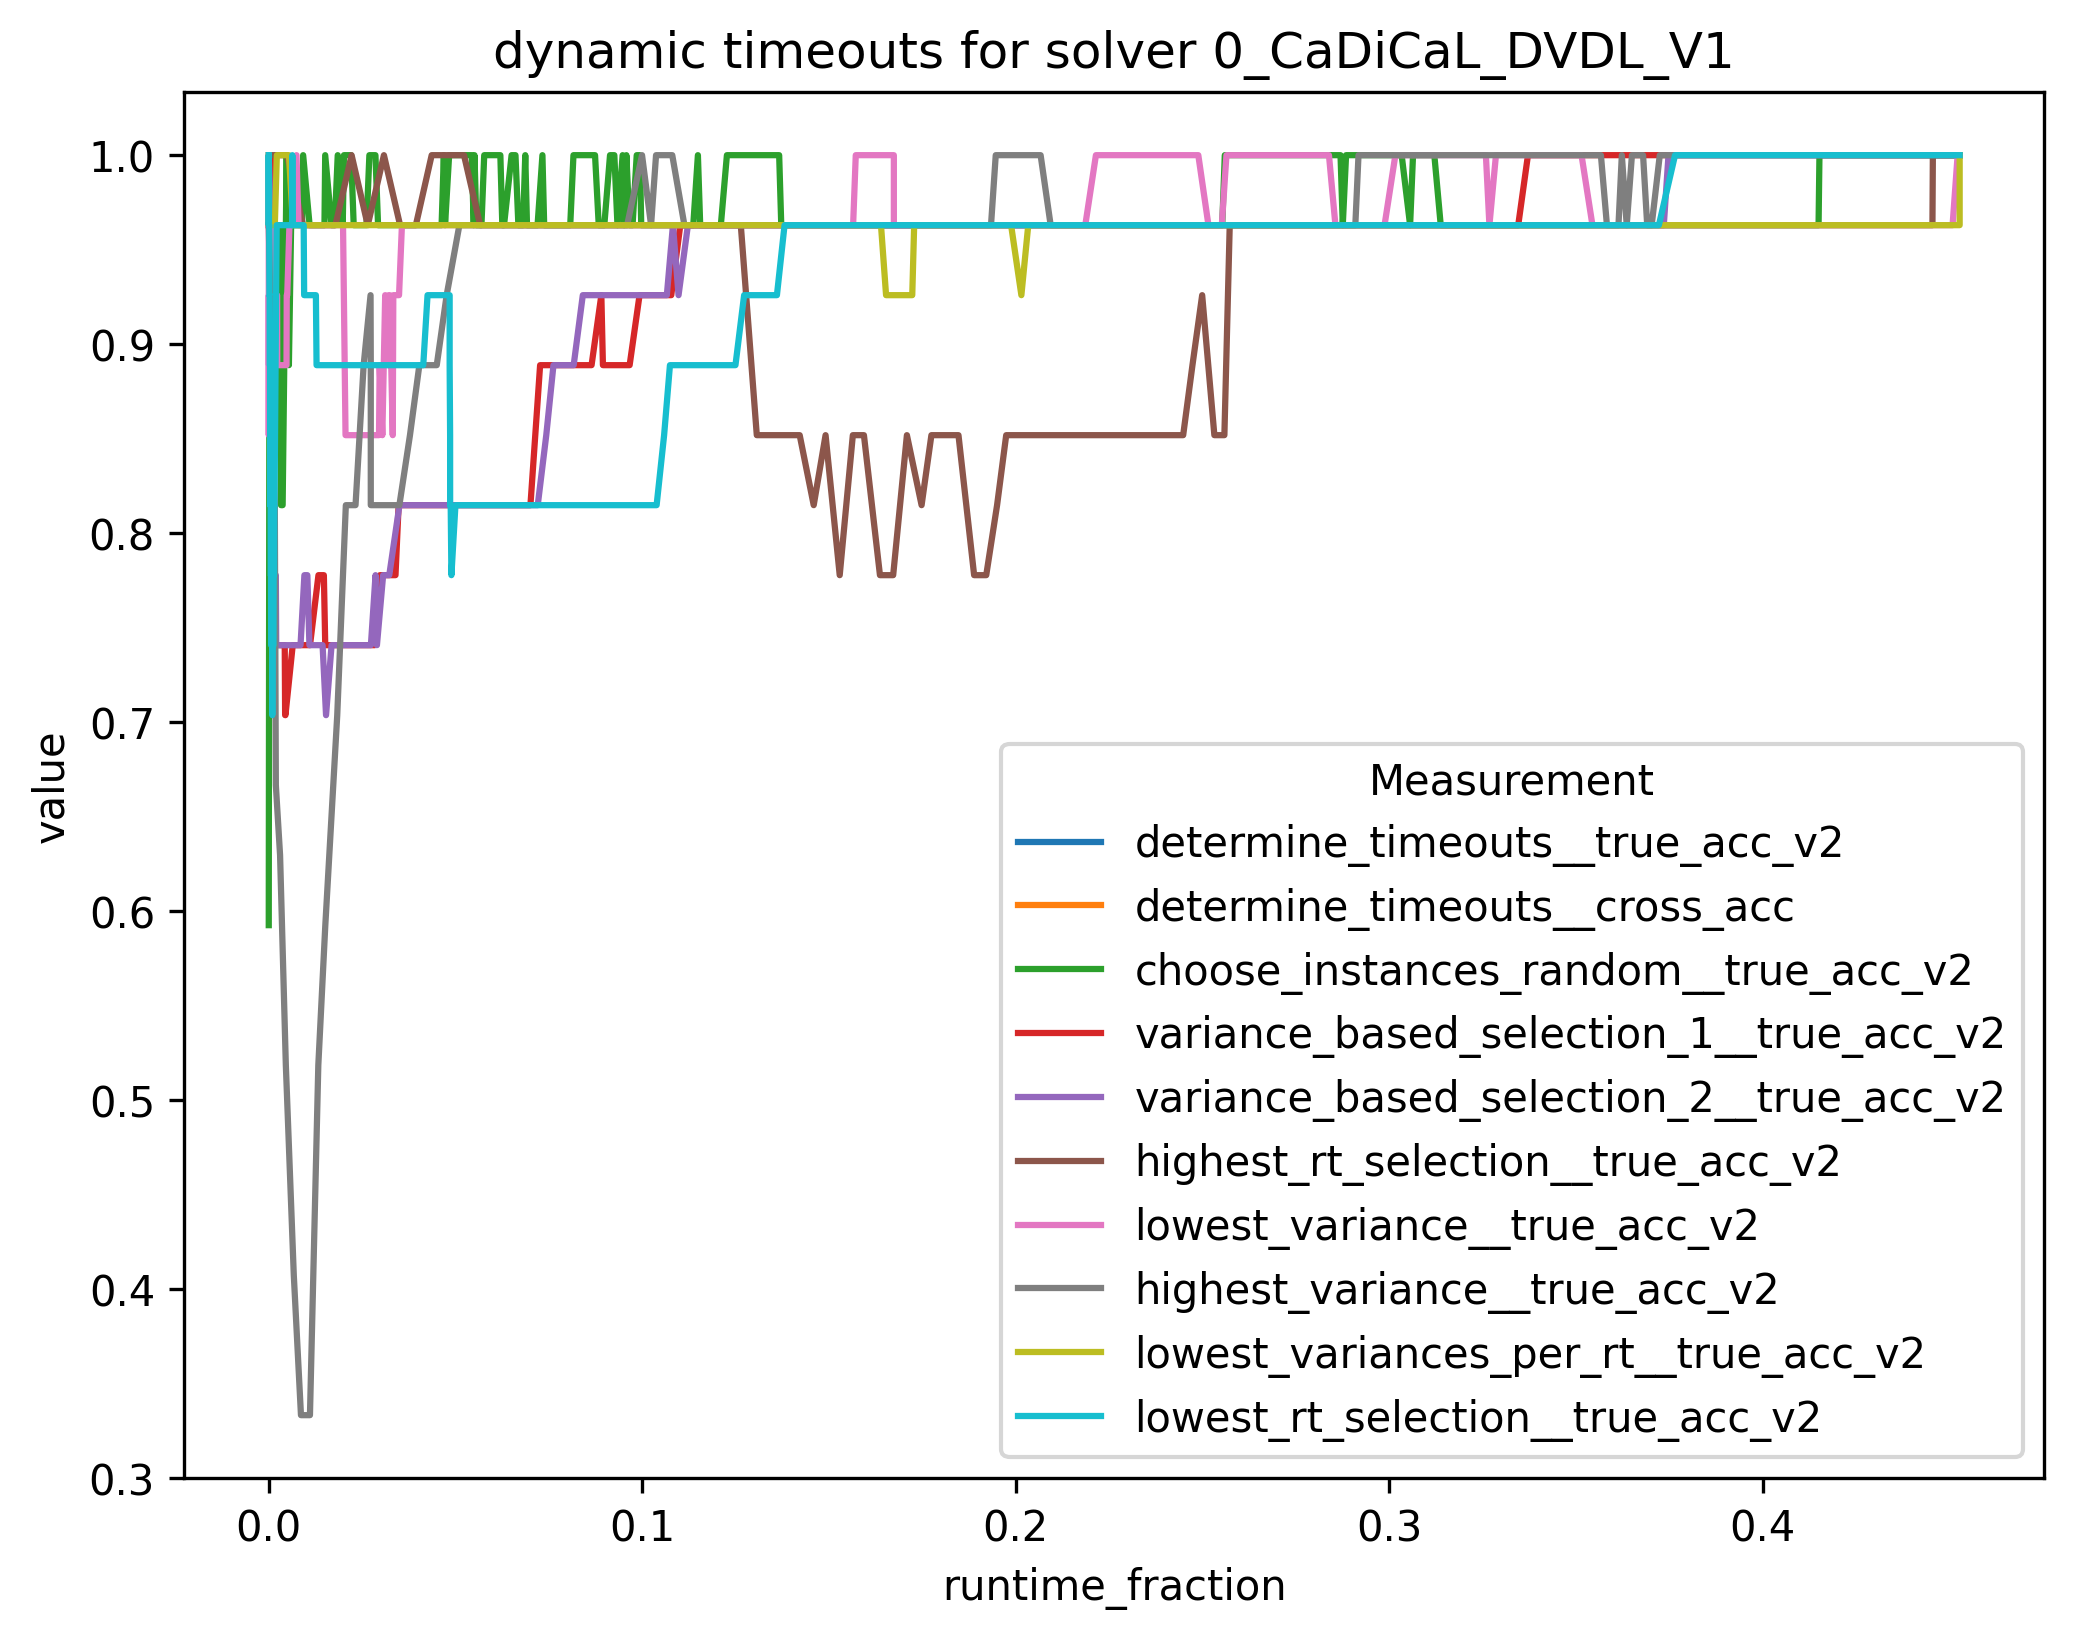 dynamic timeouts for solver 0_CaDiCaL_DVDL_V1
1.0
0.9
0.8
0.7
0.6
0.5
0.4
0.3
value
Measurement
determine_timeouts__true_acc_v2
determine_timeouts__cross_acc
choose_instances_random__true_acc_v2
variance_based_selection_1__true_acc_v2
variance_based_selection_2__true_acc_v2
highest_rt_selection__true_acc_v2
lowest_variance__true_acc_v2
highest_variance__true_acc_v2
lowest_variances_per_rt__true_acc_v2
lowest_rt_selection__true_acc_v2
0.0 0.1 0.2 0.3 0.4
runtime_fraction